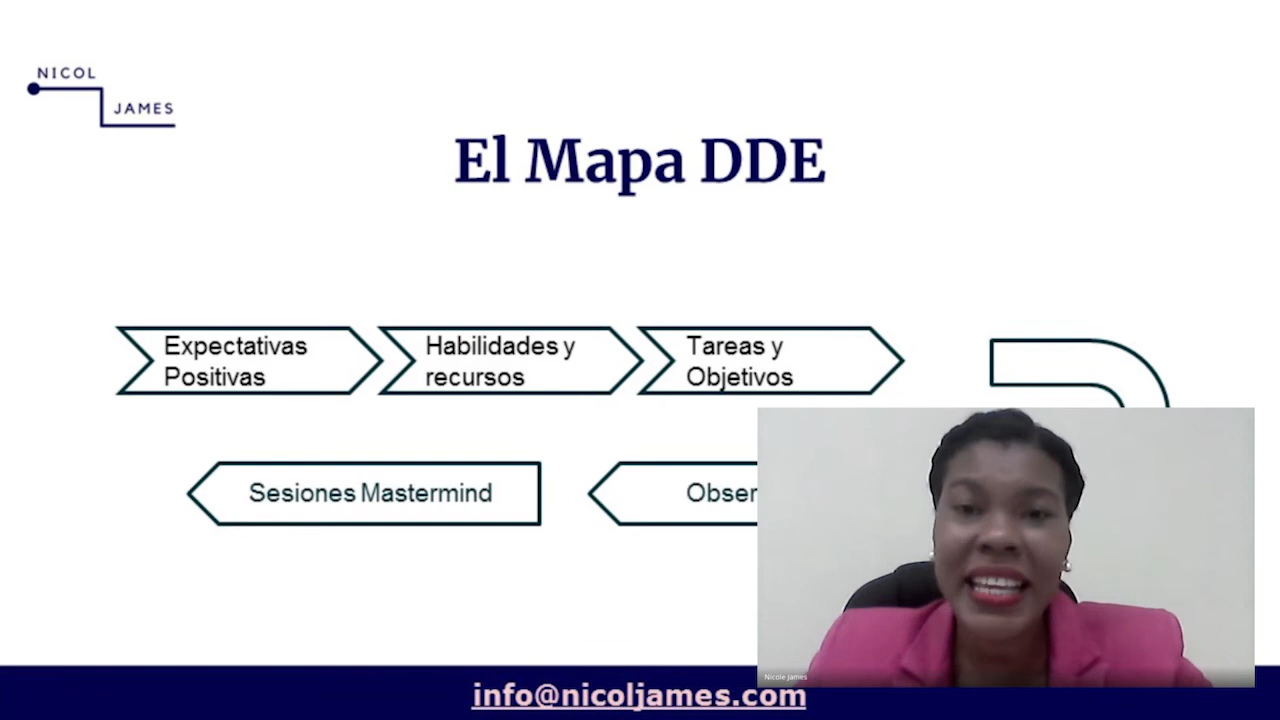 NICOL
JAMES
El Mapa DDE
Expectativas
Positivas
Habilidades y
recursos
Tareas y
Objetivos
Sesiones Mastermind
Obser
Nicole James
info@nicoljames.com